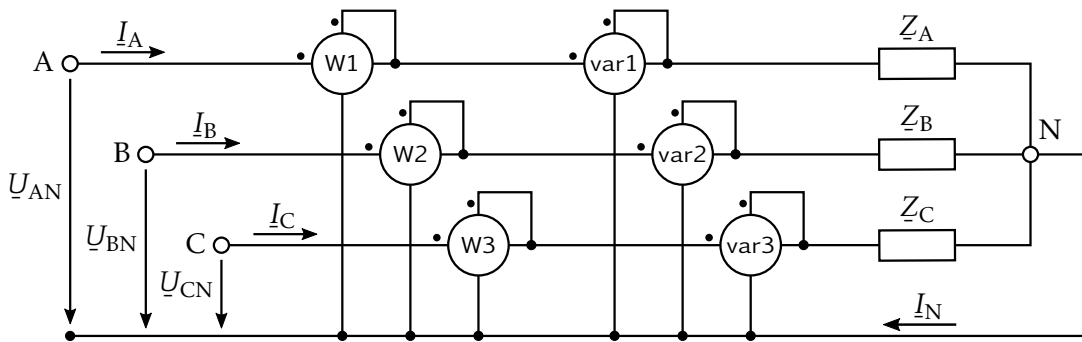 I_A
Z_A
A
W1
var1
I_B
Z_B
B
W2
var2
N
U_AN
I_C
Z_C
U_BN
C
W3
var3
U_CN
I_N